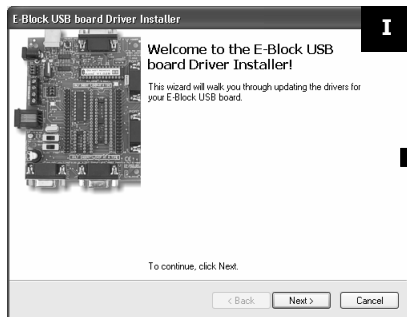 E-Block USB board Driver Installer
I
Welcome to the E-Block USB
board Driver Installer!
This wizard will walk you through updating the drivers for
your E-Block USB board.
To continue, click Next.
< Back
Next >
Cancel